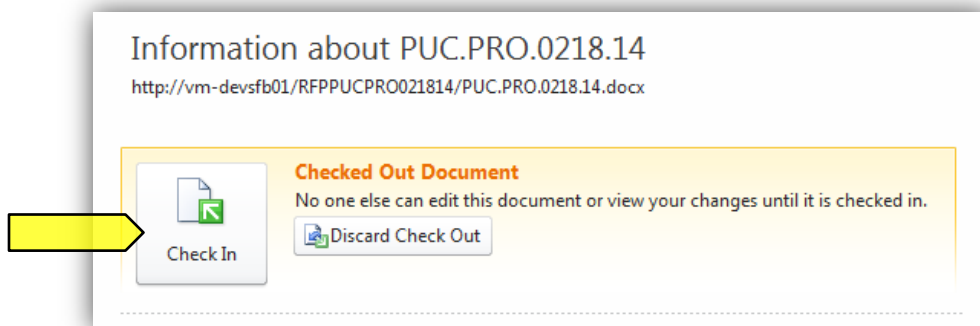 Information about PUC.PRO.0218.14
http://vm-devsfb01/RFPPUCPRO021814/PUC.PRO.0218.14.docx
Checked Out Document
No one else can edit this document or view your changes until it is checked in.
Discard Check Out
Check In